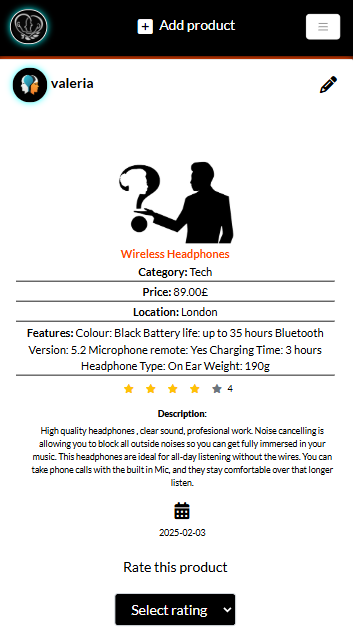 Add product
valeria
Wireless Headphones
Category: Tech
Price: 89.00£
Location: London
Features: Colour: Black Battery life: up to 35 hours Bluetooth
Version: 5.2 Microphone remote: Yes Charging Time: 3 hours
Headphone Type: On Ear Weight: 190g
4
Description:
High quality headphones , clear sound, profesional work. Noise cancelling is
allowing you to block all outside noises so you can get fully immersed in your
music. This headphones are ideal for all-day listening without the wires. You can
take phone calls with the built in Mic, and they stay comfortable over that longer
listen.
2025-02-03
Rate this product
Select rating